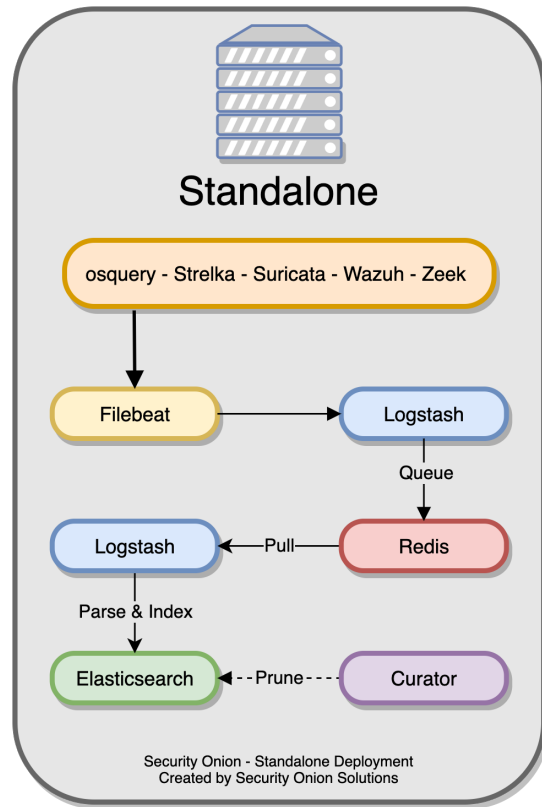 Standalone
osquery - Strelka - Suricata - Wazuh - Zeek
Filebeat
Logstash
Queue
Logstash
Pull
Redis
Parse & Index
Elasticsearch
Prune
Curator
Security Onion - Standalone Deployment
Created by Security Onion Solutions